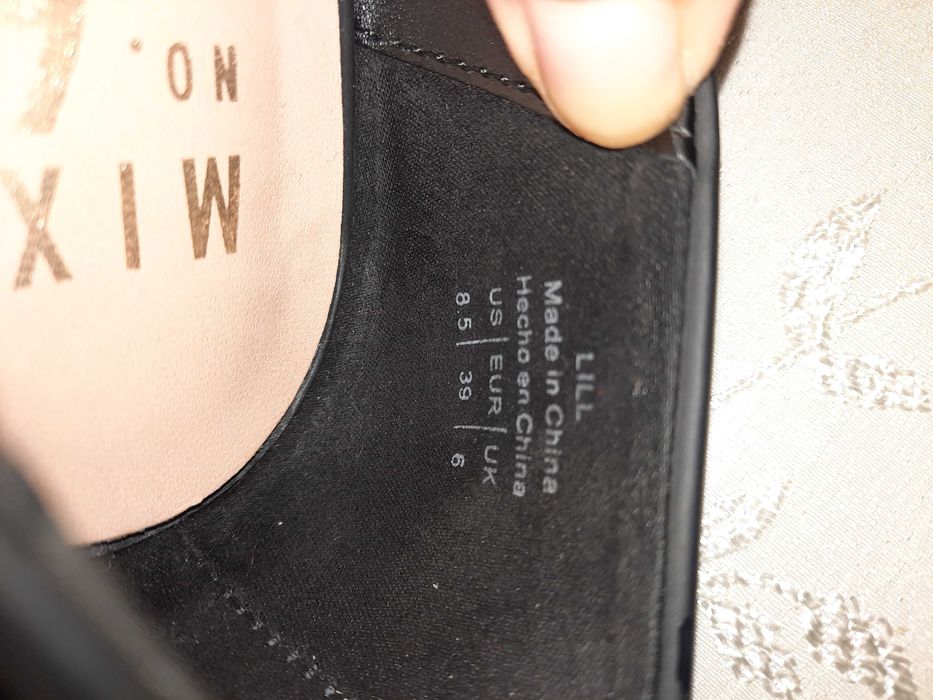 MIX
NO.
LILL
Made in China
Hecho en China
US | EUR | UK
8.5 | 39 | 6